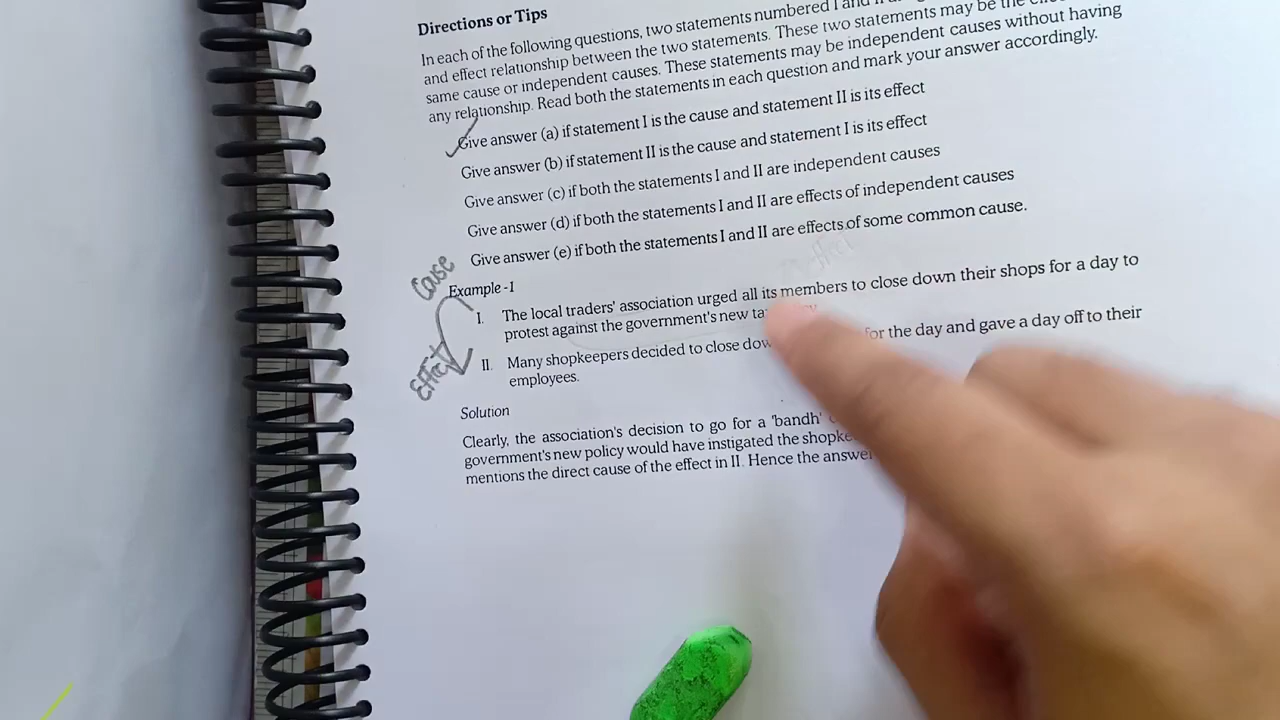 Directions or Tips
In each of the following questions, two statements numbered I and
and effect relationship between the two statements. These two statements may be the
same cause or independent causes. These statements may be independent causes without having
any relationship. Read both the statements in each question and mark your answer accordingly.
Give answer (a) if statement I is the cause and statement II is its effect
Give answer (b) if statement II is the cause and statement I is its effect
Give answer (c) if both the statements I and II are independent causes
Give answer (d) if both the statements I and II are effects of independent causes
Give answer (e) if both the statements I and II are effects of some common cause.
Case
Example -1
I. The local traders' association urged all its members to close down their shops for a day to
protest against the government's new
Effect
II. Many shopkeepers decided to close for the day and gave a day off to their
employees.
Solution
Clearly, the association's decision to go for a 'bandh'
government's new policy would have instigated the
mentions the direct cause of the effect in II. Hence the answer